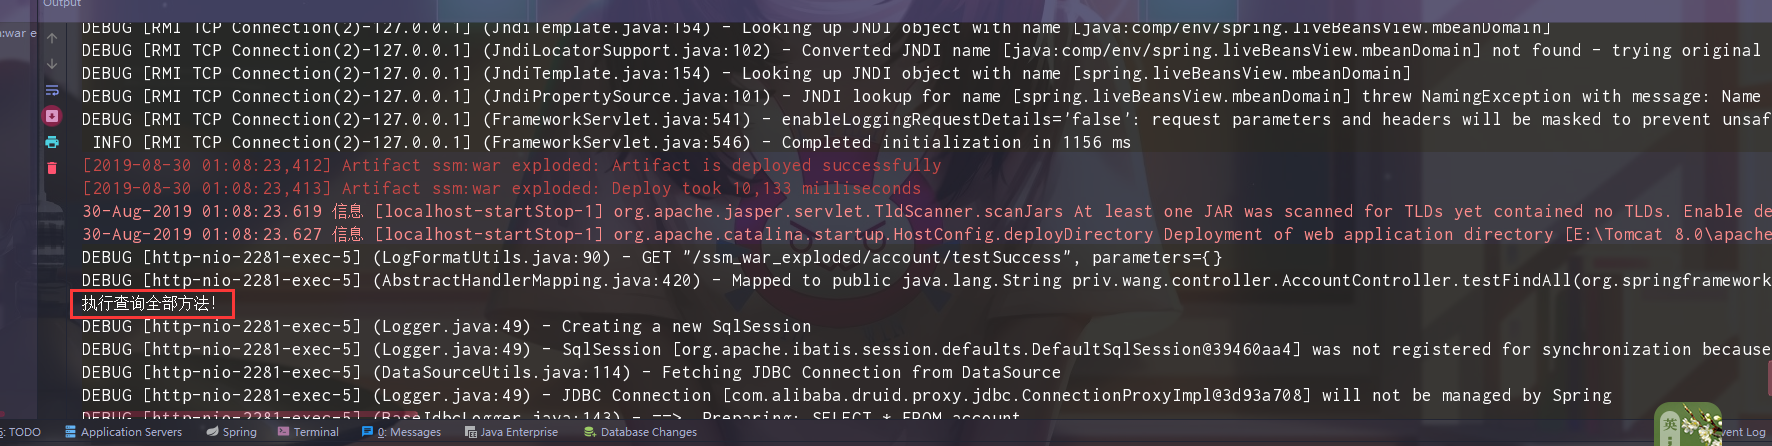 Output
DEBUG [RMI TCP Connection(2)-127.0.0.1] (JndiTemplate.java:154) - Looking up JNDI object with name [java:comp/env/spring.liveBeansView.mbeanDomain]
:war e
DEBUG [RMI TCP Connection(2)-127.0.0.1] (JndiLocatorSupport.java:102) - Converted JNDI name [java:comp/env/spring.liveBeansView.mbeanDomain] not found - trying original
DEBUG [RMI TCP Connection(2)-127.0.0.1] (JndiTemplate.java:154) - Looking up JNDI object with name [spring.liveBeansView.mbeanDomain]
DEBUG [RMI TCP Connection(2)-127.0.0.1] (JndiPropertySource.java:101) - JNDI lookup for name [spring.liveBeansView.mbeanDomain] threw NamingException with message: Name
DEBUG [RMI TCP Connection(2)-127.0.0.1] (FrameworkServlet.java:541) - enableLoggingRequestDetails='false': request parameters and headers will be masked to prevent unsaf
INFO [RMI TCP Connection(2)-127.0.0.1] (FrameworkServlet.java:546) - Completed initialization in 1156 ms
[2019-08-30 01:08:23,412] Artifact ssm:war exploded: Artifact is deployed successfully
[2019-08-30 01:08:23,413] Artifact ssm:war exploded: Deploy took 10,133 milliseconds
30-Aug-2019 01:08:23.619 信息 [localhost-startStop-1] org.apache.jasper.servlet.TldScanner.scanJars At least one JAR was scanned for TLDs yet contained no TLDs. Enable de
30-Aug-2019 01:08:23.627 信息 [localhost-startStop-1] org.apache.catalina.startup.HostConfig.deployDirectory Deployment of web application directory [E:\Tomcat 8.0\apache
DEBUG [http-nio-2281-exec-5] (LogFormatUtils.java:90) - GET "/ssm_war_exploded/account/testSuccess", parameters={}
DEBUG [http-nio-2281-exec-5] (AbstractHandlerMapping.java:420) - Mapped to public java.lang.String priv.wang.controller.AccountController.testFindAll(org.springframework
执行查询全部方法!
DEBUG [http-nio-2281-exec-5] (Logger.java:49) - Creating a new SqlSession
DEBUG [http-nio-2281-exec-5] (Logger.java:49) - SqlSession [org.apache.ibatis.session.defaults.DefaultSqlSession@39460aa4] was not registered for synchronization because
DEBUG [http-nio-2281-exec-5] (DataSourceUtils.java:114) - Fetching JDBC Connection from DataSource
DEBUG [http-nio-2281-exec-5] (Logger.java:49) - JDBC Connection [com.alibaba.druid.proxy.jdbc.ConnectionProxyImpl@03d93a708] will not be managed by Spring
DEBUG [http-nio-2281-exec-5] (BaseJdbcLogger.java:143) - ==>  Preparing: SELECT * FROM account
6: TODO Application Servers Spring Terminal 0: Messages Java Enterprise Database Changes vent Log
英